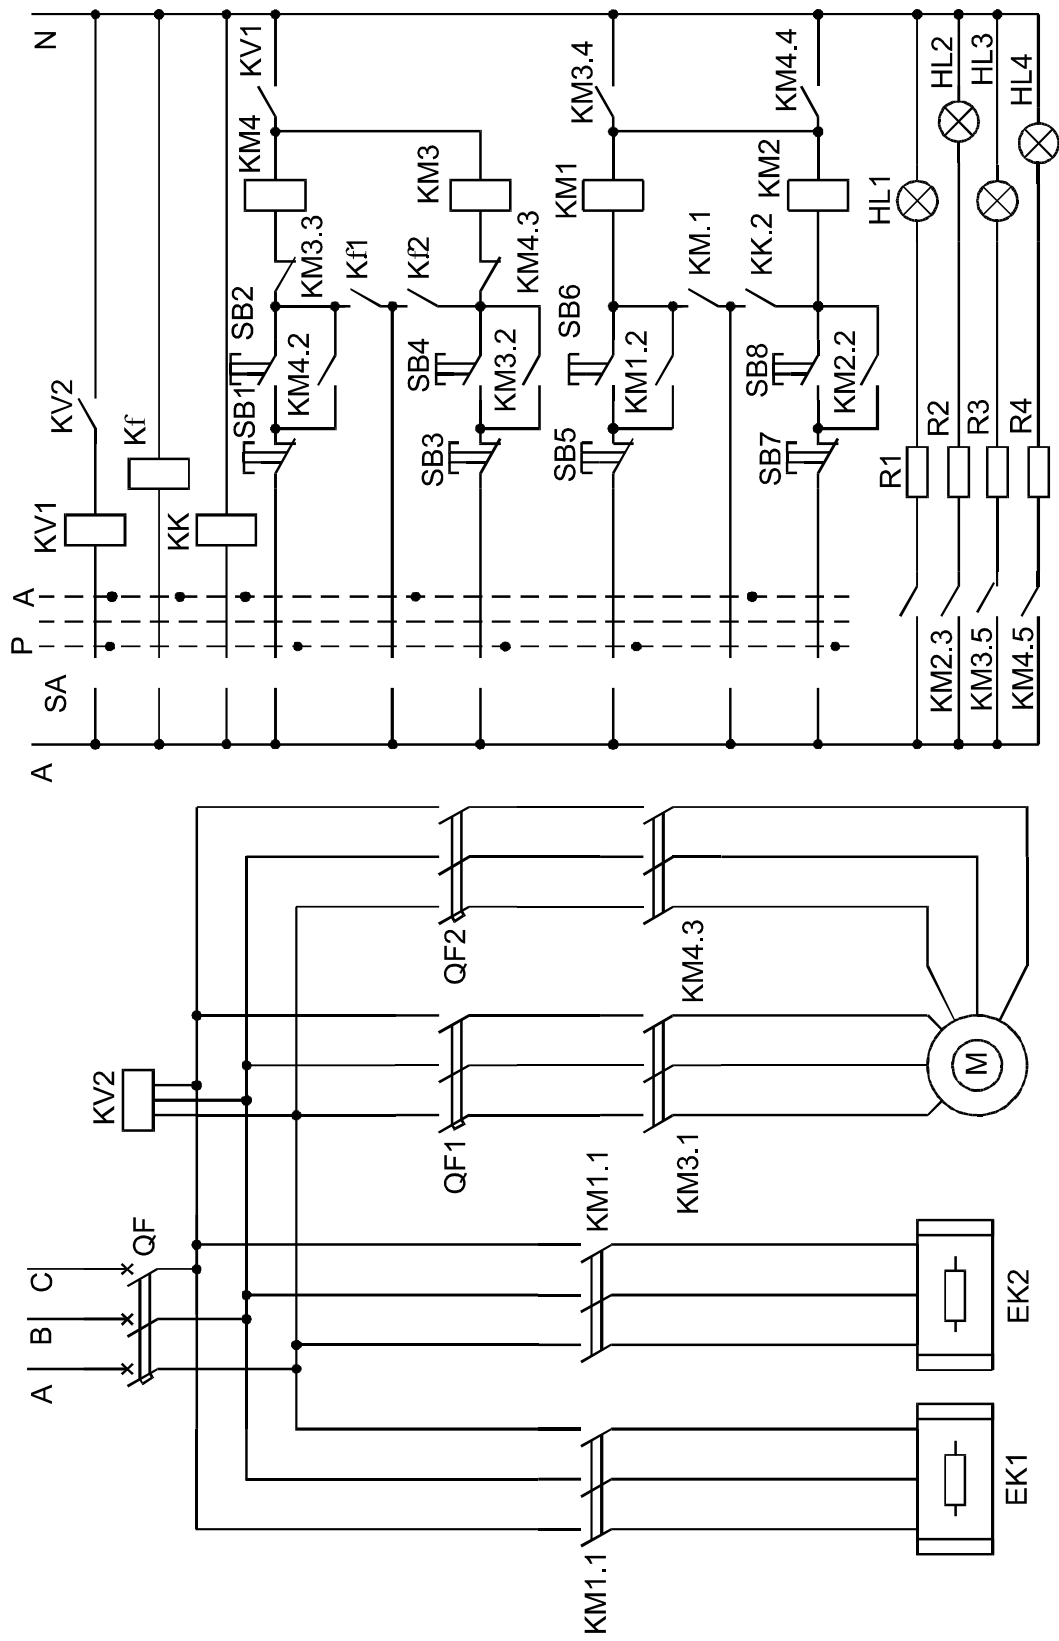 A
B
C
QF
KV2
QF1
QF2
KM1.1
KM1.1
KM3.1
KM4.3
EK1
EK2
M
A
N
SA
P
A
KV1
KV2
Kf
KK
SB1
SB2
KM4.2
KM3.3
KM4
KV1
Kf1
Kf2
SB3
SB4
KM3.2
KM4.3
KM3
SB5
SB6
KM1.2
KM1
KM3.4
KM.1
KK.2
SB7
SB8
KM2.2
KM2
KM4.4
R1
HL1
KM2.3
R2
HL2
KM3.5
R3
HL3
KM4.5
R4
HL4